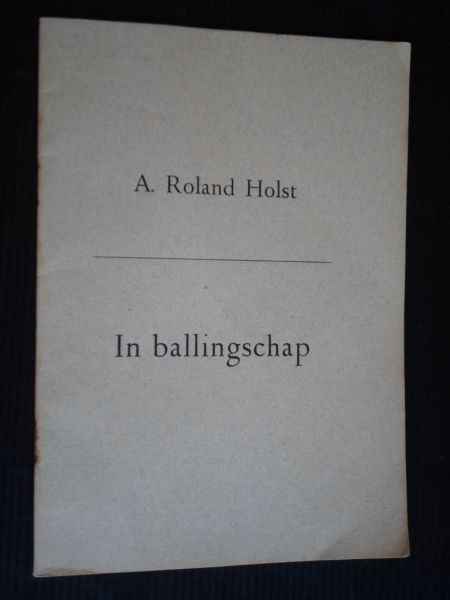 A. Roland Holst
In ballingschap